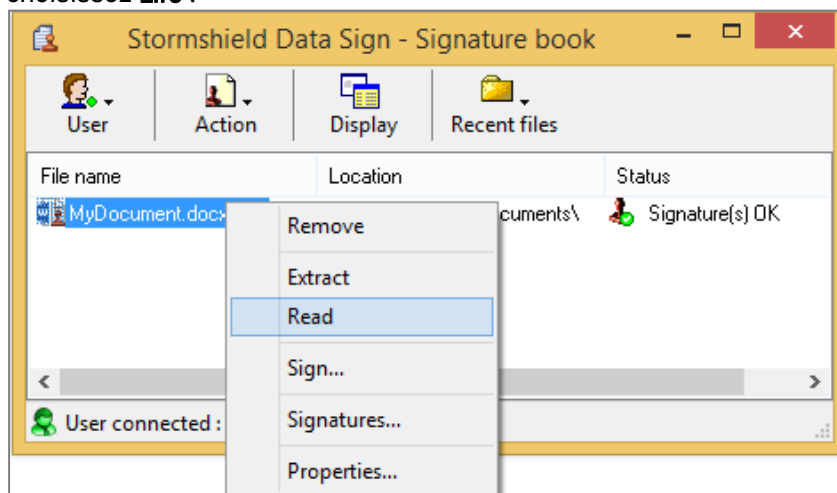 Stormshield Data Sign - Signature book
User Action Display Recent files
File name Location Status
MyDocument.docx cuments\ Signature(s) OK
Remove
Extract
Read
Sign...
User connected : Signatures...
Properties...